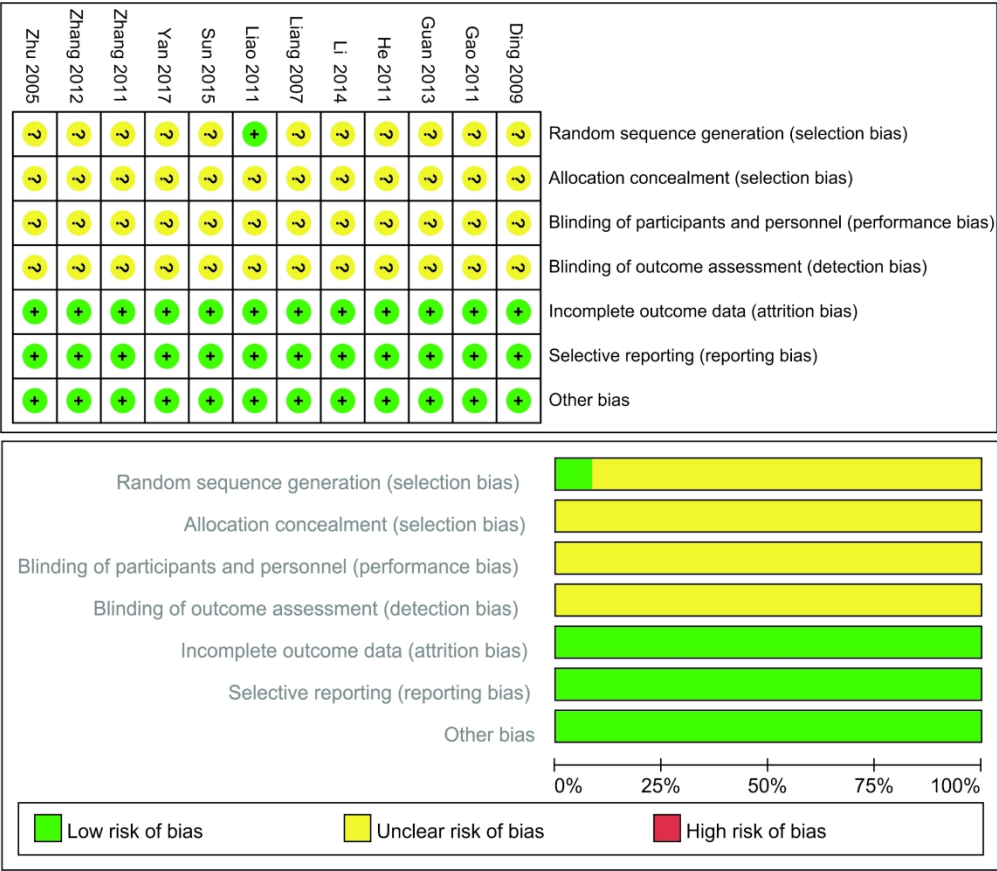 Zhu 2005
Zhang 2012
Zhang 2011
Yan 2017
Sun 2015
Liao 2011
Liang 2007
Li 2014
He 2011
Guan 2013
Gao 2011
Ding 2009
? ? ? ? ? + ? ? ? ? ? ? Random sequence generation (selection bias)
? ? ? ? ? ? ? ? ? ? ? ? Allocation concealment (selection bias)
? ? ? ? ? ? ? ? ? ? ? ? Blinding of participants and personnel (performance bias)
? ? ? ? ? ? ? ? ? ? ? ? Blinding of outcome assessment (detection bias)
+ + + + + + + + + + + + Incomplete outcome data (attrition bias)
+ + + + + + + + + + + + Selective reporting (reporting bias)
+ + + + + + + + + + + + Other bias
Random sequence generation (selection bias)
Allocation concealment (selection bias)
Blinding of participants and personnel (performance bias)
Blinding of outcome assessment (detection bias)
Incomplete outcome data (attrition bias)
Selective reporting (reporting bias)
Other bias
0% 25% 50% 75% 100%
Low risk of bias Unclear risk of bias High risk of bias